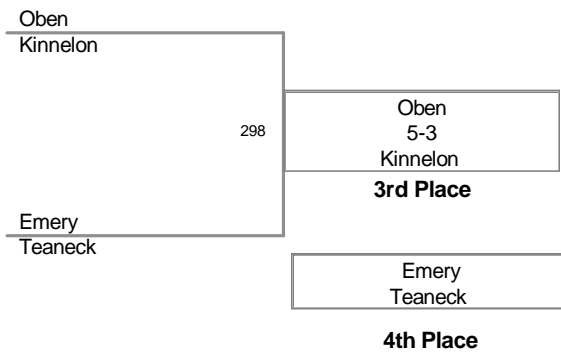 Oben
Kinnelon
298
Oben
5-3
Kinnelon
3rd Place
Emery
Teaneck
Emery
Teaneck
4th Place